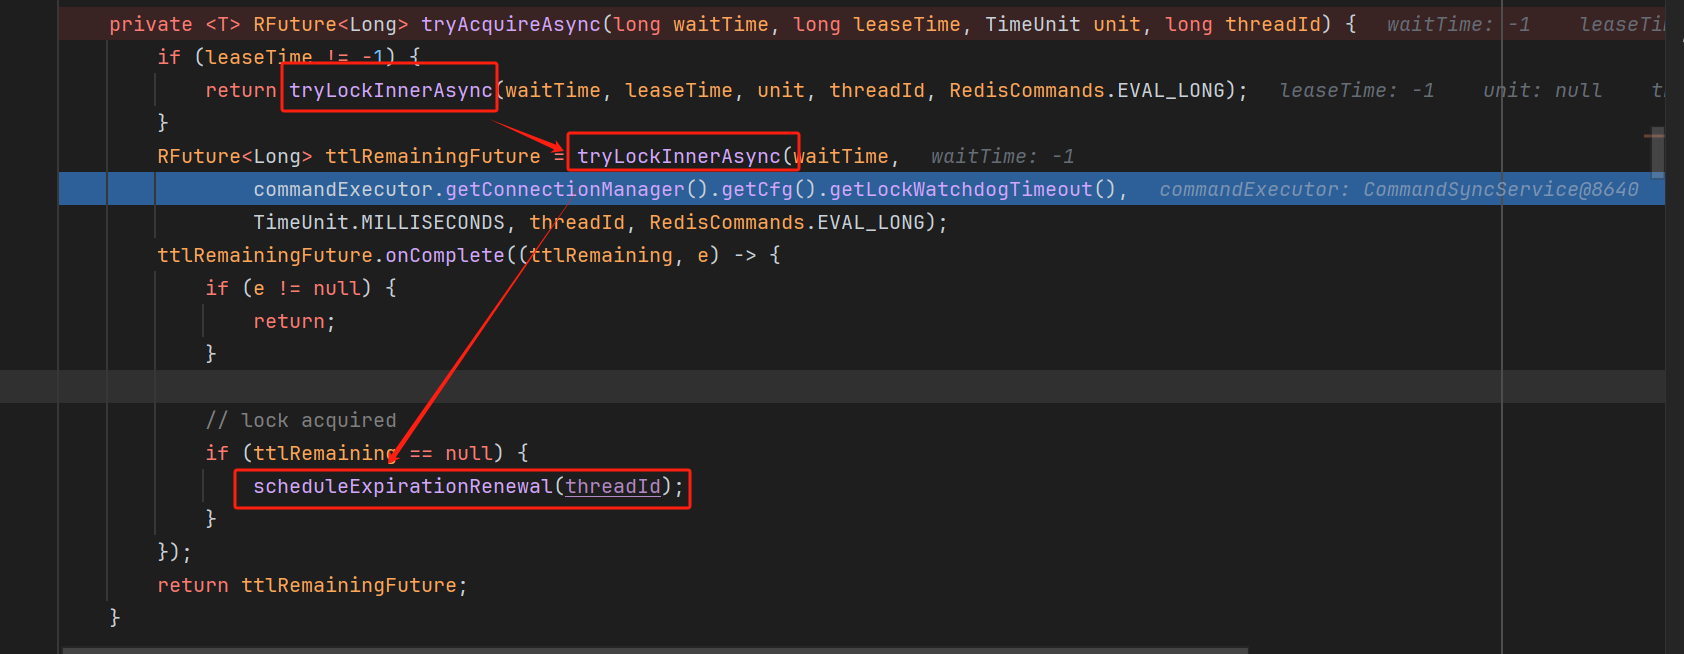 private <T> RFuture<Long> tryAcquireAsync(long waitTime, long leaseTime, TimeUnit unit, long threadId) { waitTime: -1 leaseTi
if (leaseTime != -1) {
return tryLockInnerAsync(waitTime, leaseTime, unit, threadId, RedisCommands.EVAL_LONG); leaseTime: -1 unit: null
}
RFuture<Long> ttlRemainingFuture = tryLockInnerAsync(waitTime, waitTime: -1
commandExecutor.getConnectionManager().getCfg().getLockWatchdogTimeout(), commandExecutor: CommandSyncService@8640
TimeUnit.MILLISECONDS, threadId, RedisCommands.EVAL_LONG);
ttlRemainingFuture.onComplete((ttlRemaining, e) -> {
if (e != null) {
return;
}
// lock acquired
if (ttlRemaining == null) {
scheduleExpirationRenewal(threadId);
}
});
return ttlRemainingFuture;
}